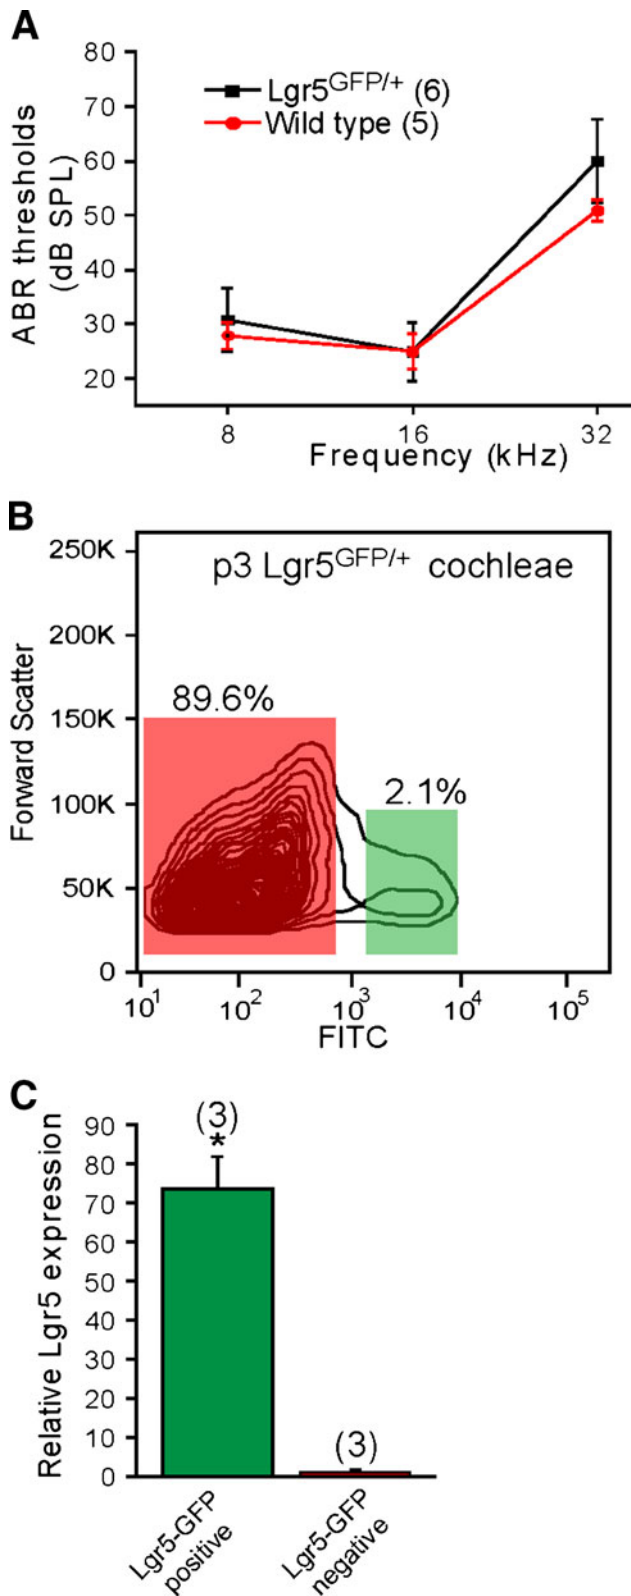 A
80
70
60
50
40
30
20
ABR thresholds
(dB SPL)
Lgr5GFP/+ (6)
Wild type (5)
8
16
32
Frequency (kHz)
B
p3 Lgr5GFP/+ cochleae
250K
200K
150K
100K
50K
0
Forward Scatter
89.6%
2.1%
10¹
10²
10³
10⁴
10⁵
FITC
C
90
80
70
60
50
40
30
20
10
0
Relative Lgr5 expression
(3)
*
(3)
Lgr5-GFP
positive
Lgr5-GFP
negative